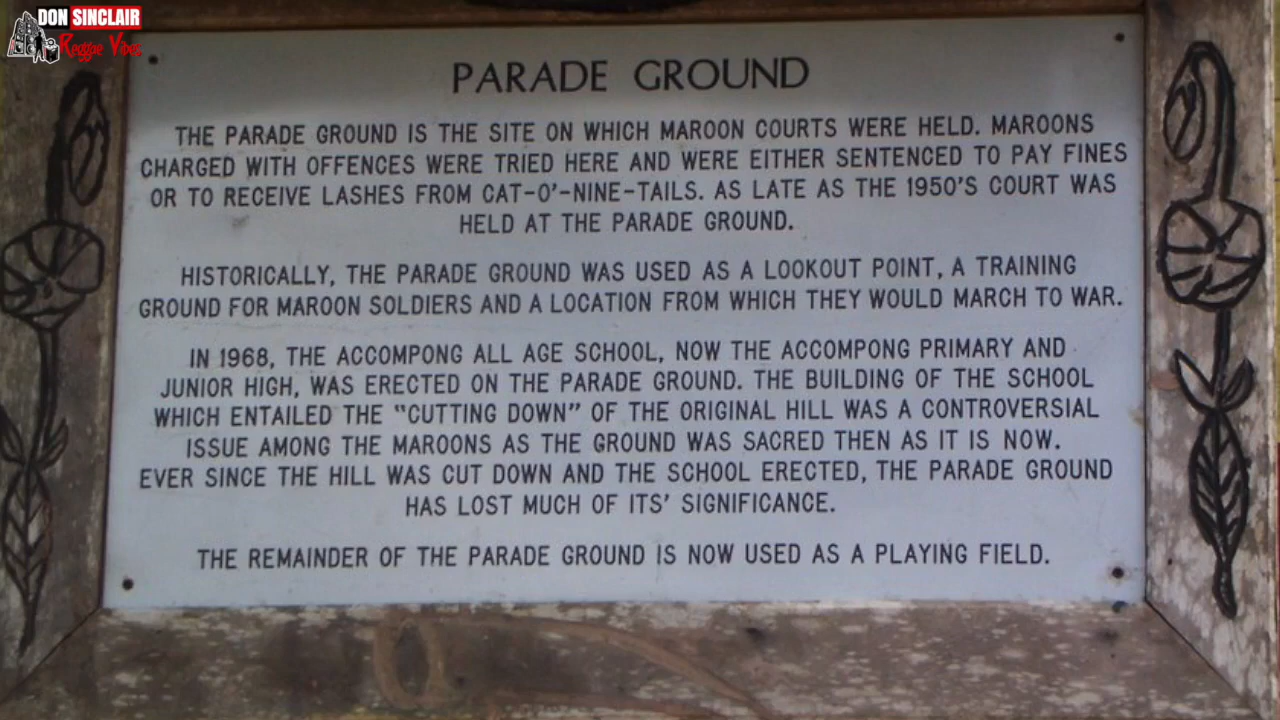 DON SINCLAIR
Reggae Vibes
PARADE GROUND
THE PARADE GROUND IS THE SITE ON WHICH MAROON COURTS WERE HELD. MAROONS
CHARGED WITH OFFENCES WERE TRIED HERE AND WERE EITHER SENTENCED TO PAY FINES
OR TO RECEIVE LASHES FROM CAT-O'-NINE-TAILS. AS LATE AS THE 1950'S COURT WAS
HELD AT THE PARADE GROUND.
HISTORICALLY, THE PARADE GROUND WAS USED AS A LOOKOUT POINT, A TRAINING
GROUND FOR MAROON SOLDIERS AND A LOCATION FROM WHICH THEY WOULD MARCH TO WAR.
IN 1968, THE ACCOMPONG ALL AGE SCHOOL, NOW THE ACCOMPONG PRIMARY AND
JUNIOR HIGH, WAS ERECTED ON THE PARADE GROUND. THE BUILDING OF THE SCHOOL
WHICH ENTAILED THE "CUTTING DOWN" OF THE ORIGINAL HILL WAS A CONTROVERSIAL
ISSUE AMONG THE MAROONS AS THE GROUND WAS SACRED THEN AS IT IS NOW.
EVER SINCE THE HILL WAS CUT DOWN AND THE SCHOOL ERECTED, THE PARADE GROUND
HAS LOST MUCH OF ITS' SIGNIFICANCE.
THE REMAINDER OF THE PARADE GROUND IS NOW USED AS A PLAYING FIELD.